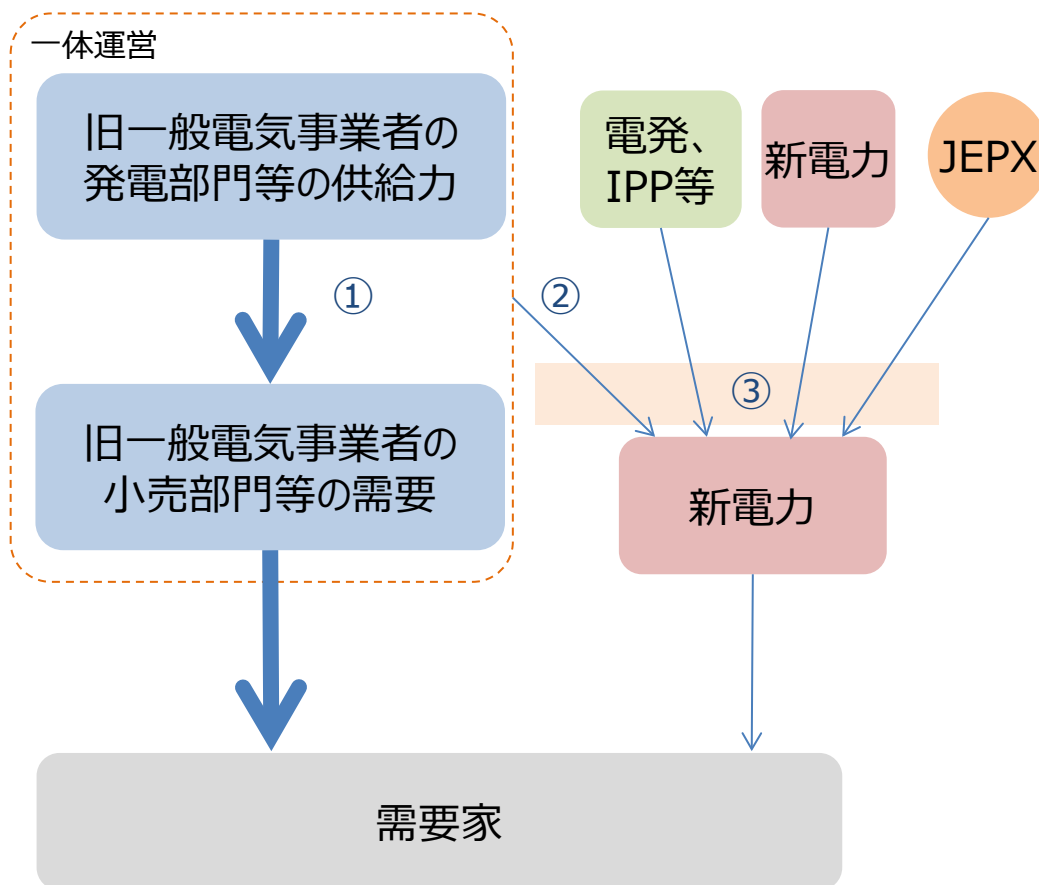 一体運営
旧一般電気事業者の
発電部門等の供給力
電発、
IPP等
新電力
JEPX
①
②
③
旧一般電気事業者の
小売部門等の需要
新電力
需要家